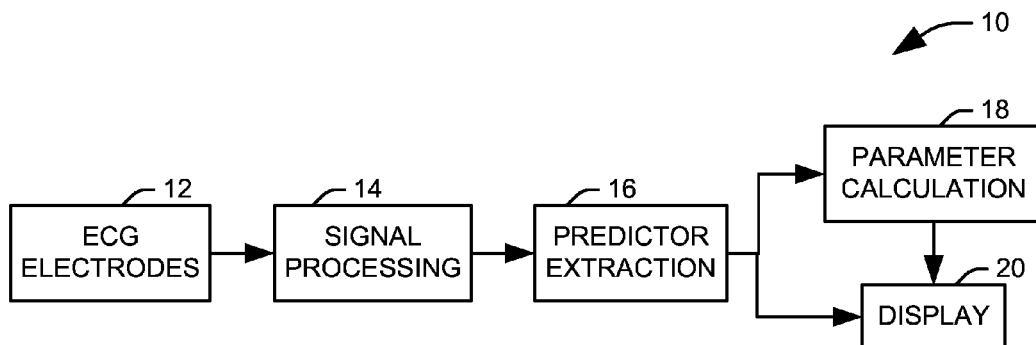 10
18
PARAMETER
CALCULATION
12
ECG
ELECTRODES
14
SIGNAL
PROCESSING
16
PREDICTOR
EXTRACTION
20
DISPLAY